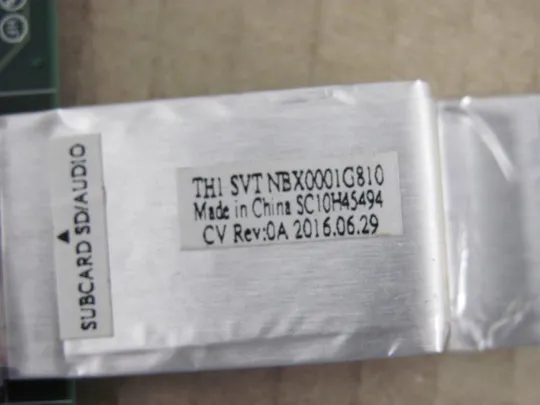 TH1 SVT NBX0001G810
Made in China SC10H45494
CV Rev:0A 2016.06.29
SUBCARD SD/AUDIO